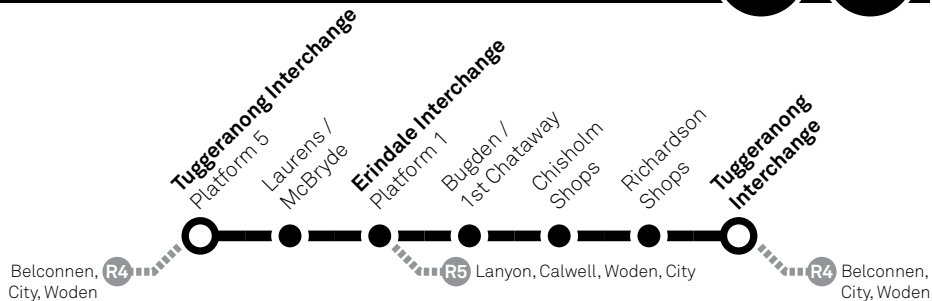 Tuggeranong Interchange
Platform 5
Laurens /
McBryde
Erindale Interchange
Platform 1
Bugden /
1st Chataway
Chisholm
Shops
Richardson
Shops
Tuggeranong
Interchange
Belconnen, R4
City, Woden
R5 Lanyon, Calwell, Woden, City
R4 Belconnen,
City, Woden